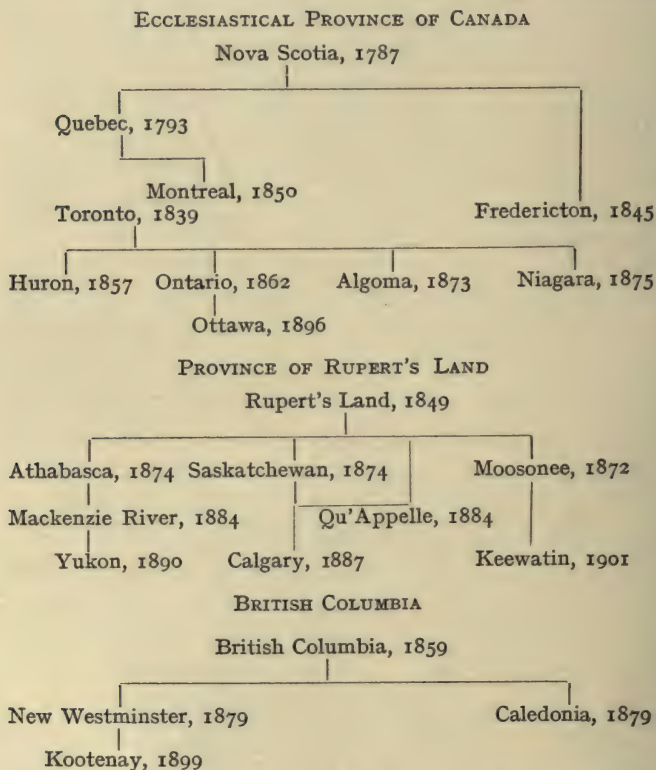 ECCLESIASTICAL PROVINCE OF CANADA
Nova Scotia, 1787
Quebec, 1793
Montreal, 1850
Toronto, 1839 Fredericton, 1845
Huron, 1857 Ontario, 1862 Algoma, 1873 Niagara, 1875
Ottawa, 1896
PROVINCE OF RUPERT'S LAND
Rupert's Land, 1849
Athabasca, 1874 Saskatchewan, 1874 Moosonee, 1872
Mackenzie River, 1884 Qu'Appelle, 1884
Yukon, 1890 Calgary, 1887 Keewatin, 1901
BRITISH COLUMBIA
British Columbia, 1859
New Westminster, 1879 Caledonia, 1879
Kootenay, 1899